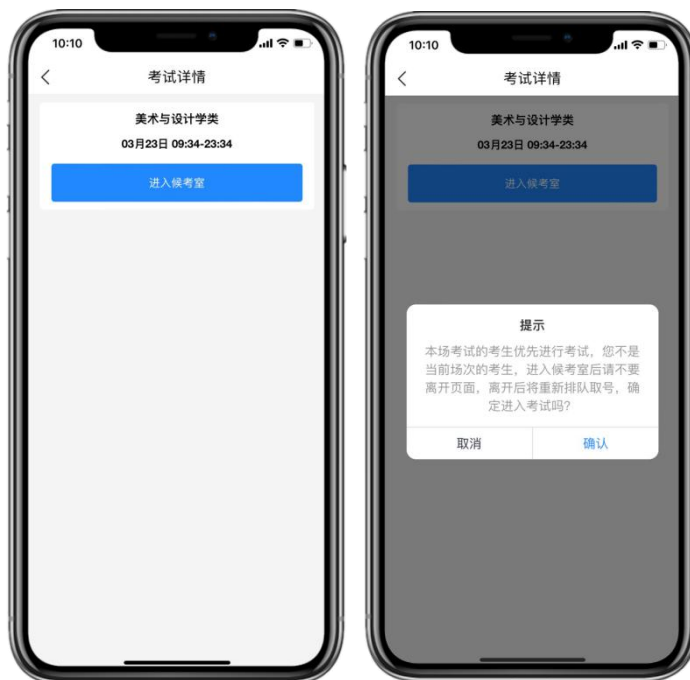 10:10
考试详情
美术与设计学类
03月23日 09:34-23:34
进入候考室
10:10
考试详情
美术与设计学类
03月23日 09:34-23:34
进入候考室
提示
本场考试的考生优先进行考试，您不是
当前场次的考生，进入候考室后请不要
离开页面，离开后将重新排队取号，确
定进入考试吗？
取消
确认